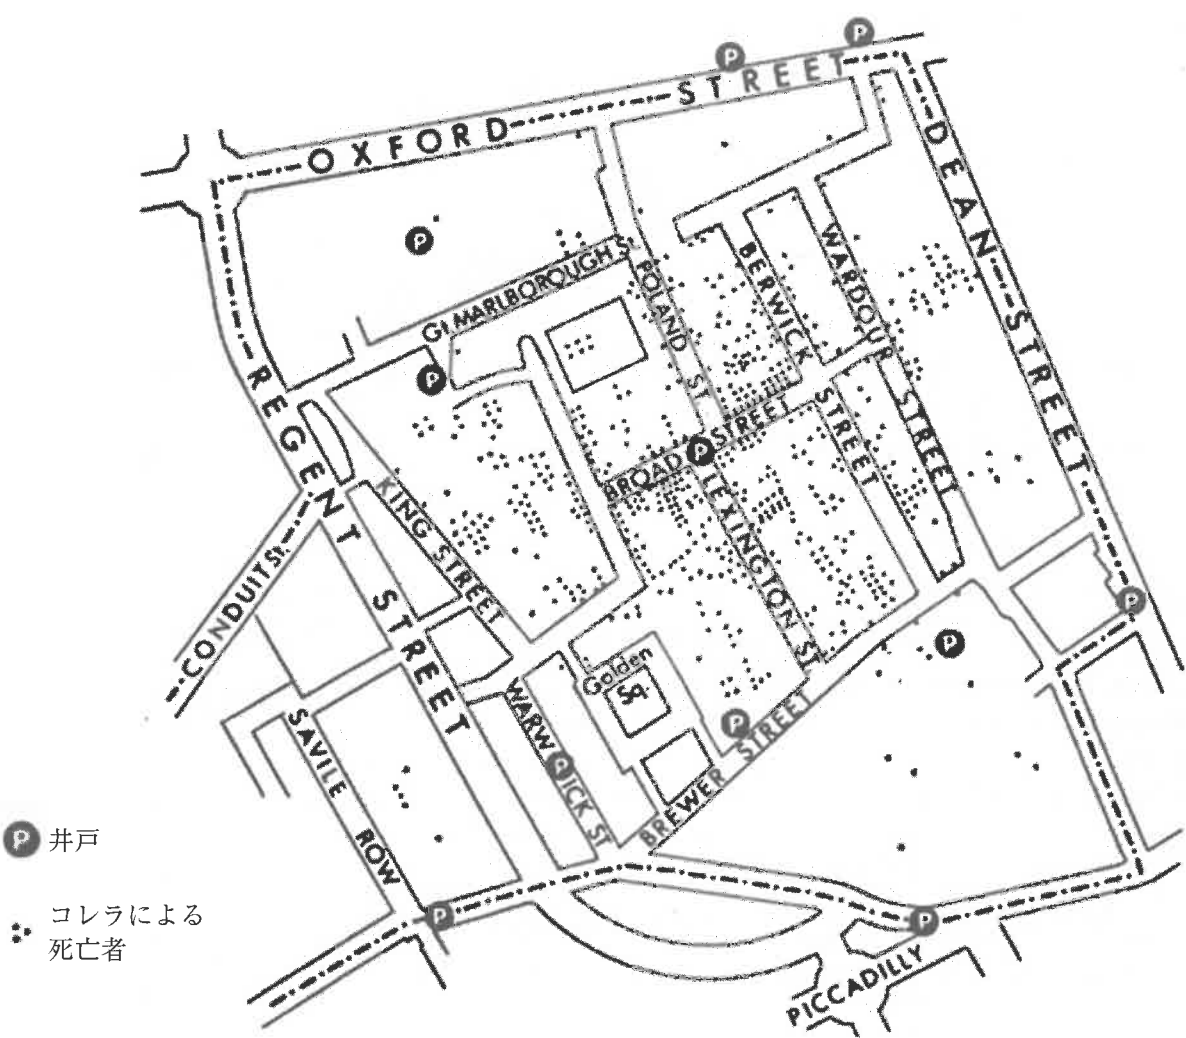 P
P
OXFORD STREET
DEAN STREET
P
Gt MARLBOROUGH S
POLAND ST
BERWICK STREET
WARDOUR STREET
P
REGENT STREET
BROAD STREET
P
KING STREET
LEXINGTON ST
CONDUIT St.
P
P
Golden
Sq.
WARWICK ST
P
P
BREWER STREET
SAVILE ROW
P
P
PICCADILLY
P 井戸
コレラによる
死亡者